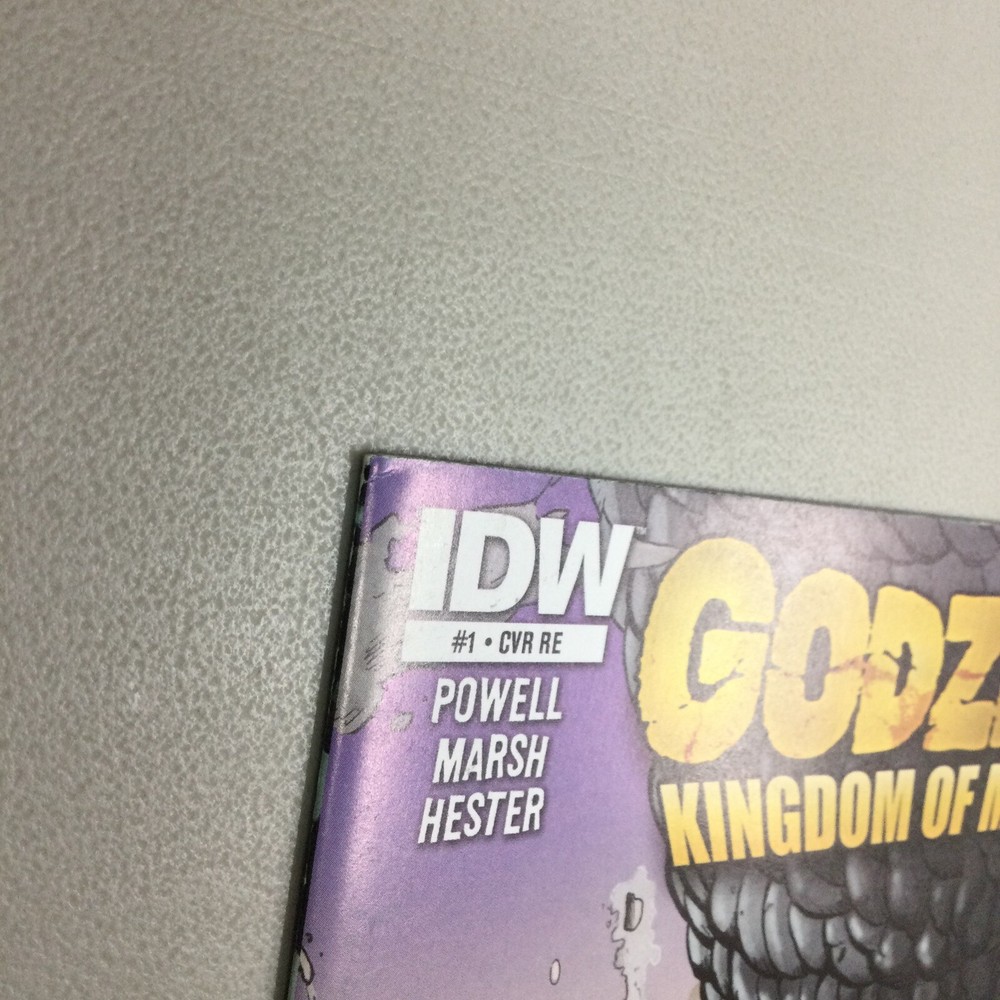 IDW
#1 • CVR RE
POWELL
MARSH
HESTER
GODZ
KINGDOM OF